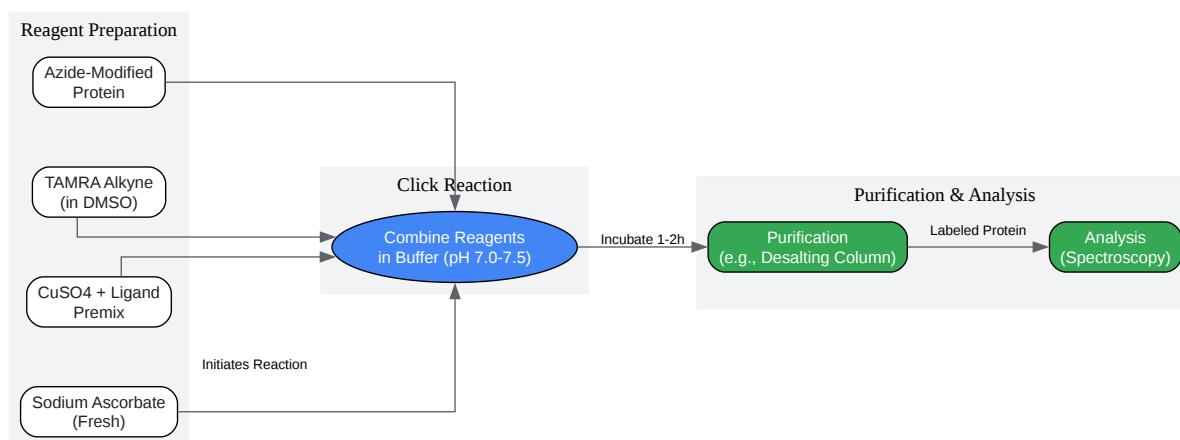 Reagent Preparation
Azide-Modified
Protein
TAMRA Alkyne
(in DMSO)
CuSO4 + Ligand
Premix
Sodium Ascorbate
(Fresh)
Initiates Reaction
Click Reaction
Combine Reagents
in Buffer (pH 7.0-7.5)
Incubate 1-2h
Purification & Analysis
Purification
(e.g., Desalting Column)
Labeled Protein
Analysis
(Spectroscopy)